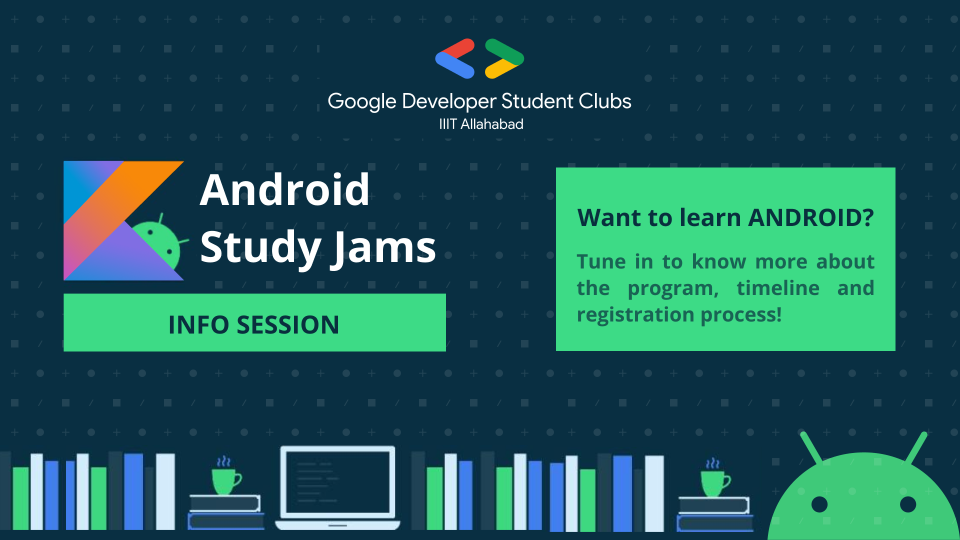 Google Developer Student Clubs
IIIT Allahabad
Android
Study Jams
INFO SESSION
Want to learn ANDROID?
Tune in to know more about
the program, timeline and
registration process!